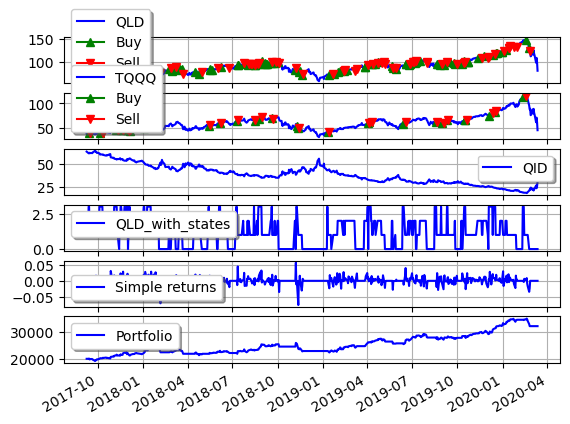 QLD
Buy
Sell
150
100
TQQQ
Buy
Sell
100
50
QID
50
25
QLD_with_states
2.5
0.0
Simple returns
0.05
0.00
−0.05
Portfolio
30000
20000
2017-10 2018-01 2018-04 2018-07 2018-10 2019-01 2019-04 2019-07 2019-10 2020-01 2020-04